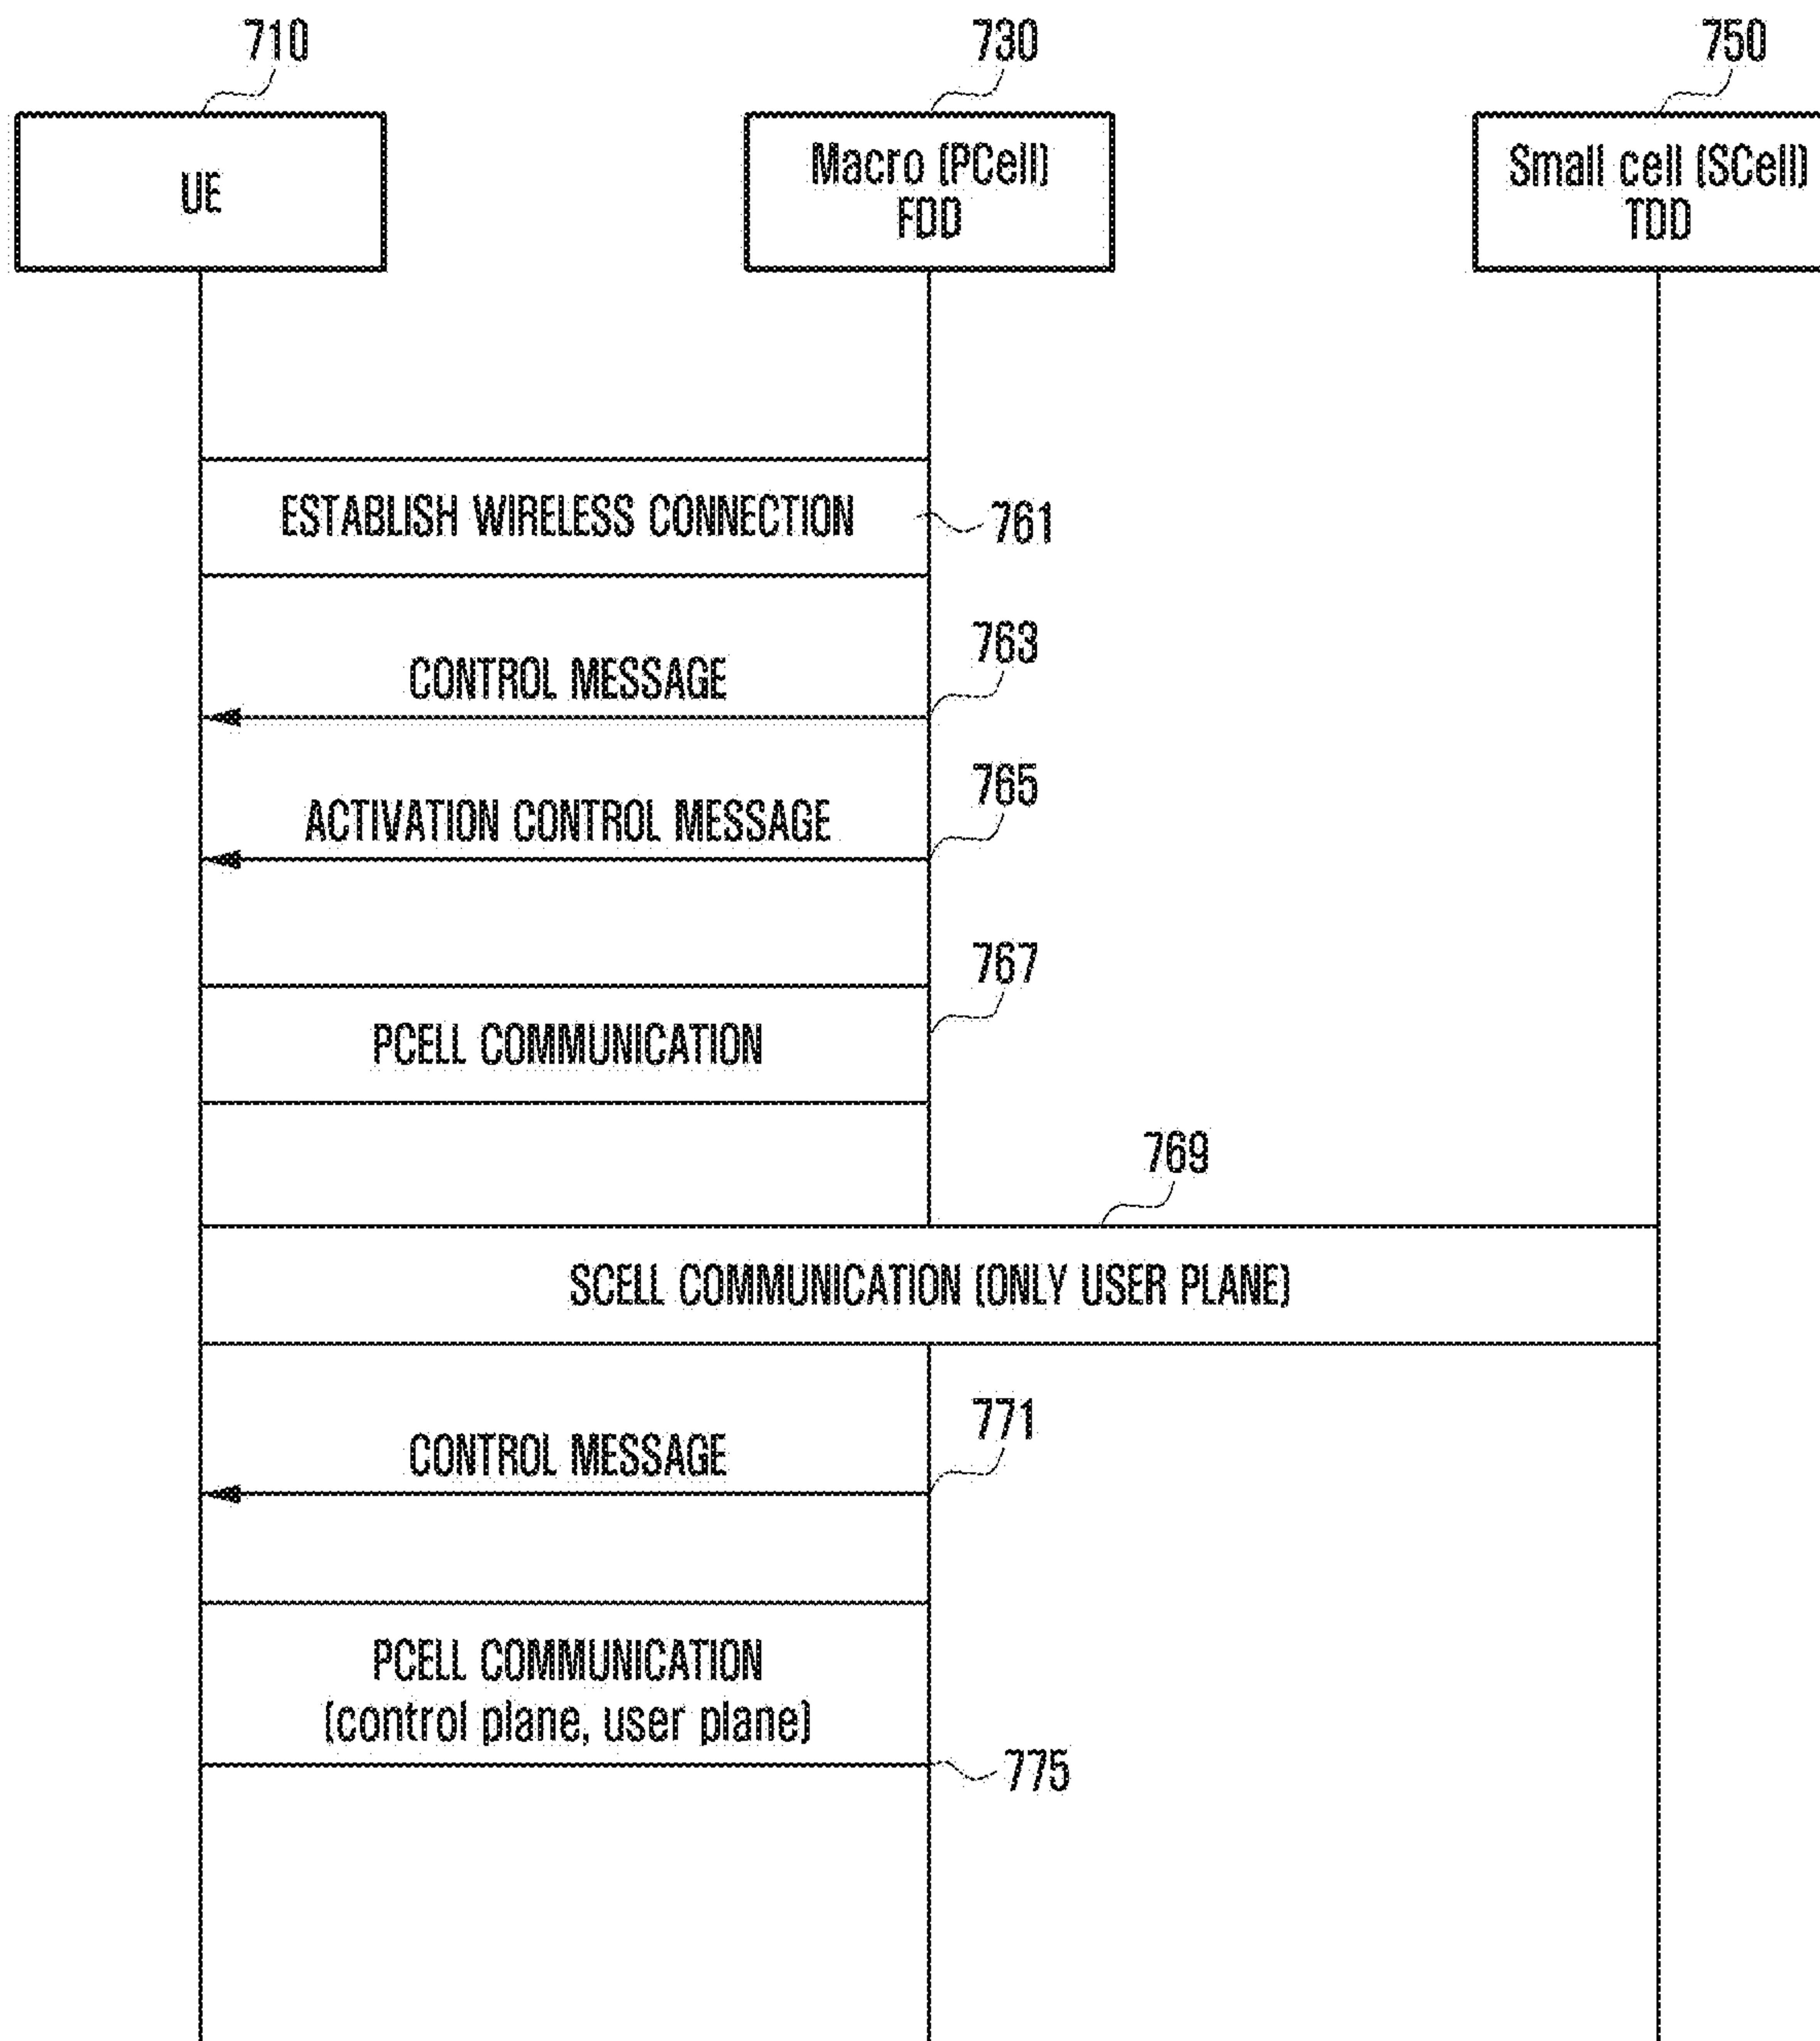 710
730
750
UE
Macro (PCell)
FDD
Small cell (SCell)
TDD
ESTABLISH WIRELESS CONNECTION
761
763
CONTROL MESSAGE
765
ACTIVATION CONTROL MESSAGE
767
PCELL COMMUNICATION
769
SCELL COMMUNICATION (ONLY USER PLANE)
771
CONTROL MESSAGE
PCELL COMMUNICATION
(control plane, user plane)
775